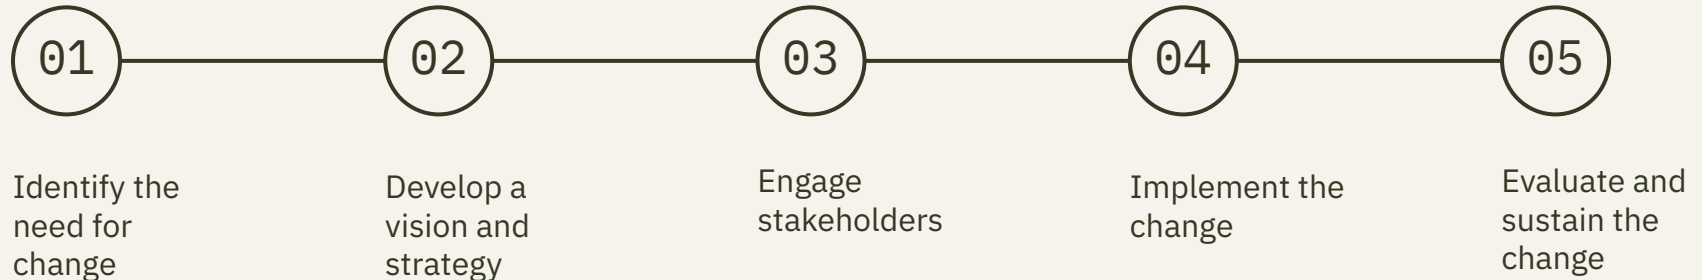 01
02
03
04
05
Identify the
need for
change
Develop a
vision and
strategy
Engage
stakeholders
Implement the
change
Evaluate and
sustain the
change